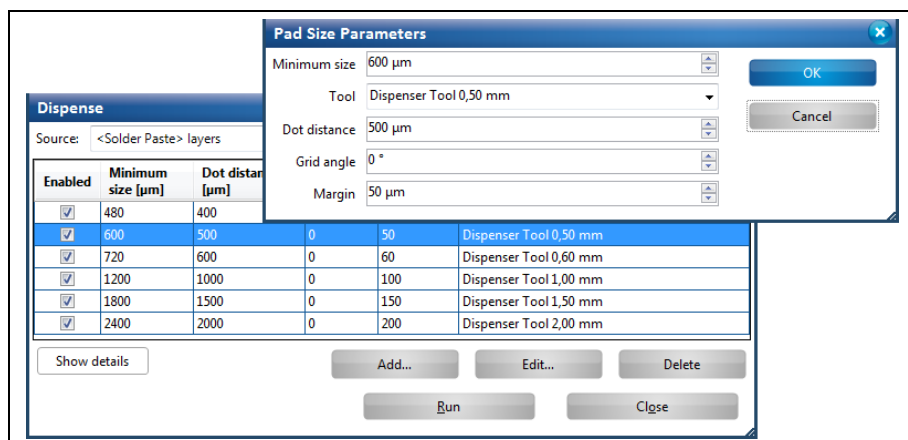 Pad Size Parameters
Minimum size 600 µm
OK
Tool Dispenser Tool 0,50 mm
Cancel
Dot distance 500 µm
Grid angle 0 °
Margin 50 µm
Dispense
Source: <Solder Paste> layers
Enabled Minimum size [µm] Dot distan [µm]
480 400
600 500 0 50 Dispenser Tool 0,50 mm
720 600 0 60 Dispenser Tool 0,60 mm
1200 1000 0 100 Dispenser Tool 1,00 mm
1800 1500 0 150 Dispenser Tool 1,50 mm
2400 2000 0 200 Dispenser Tool 2,00 mm
Show details Add... Edit... Delete
Run Close